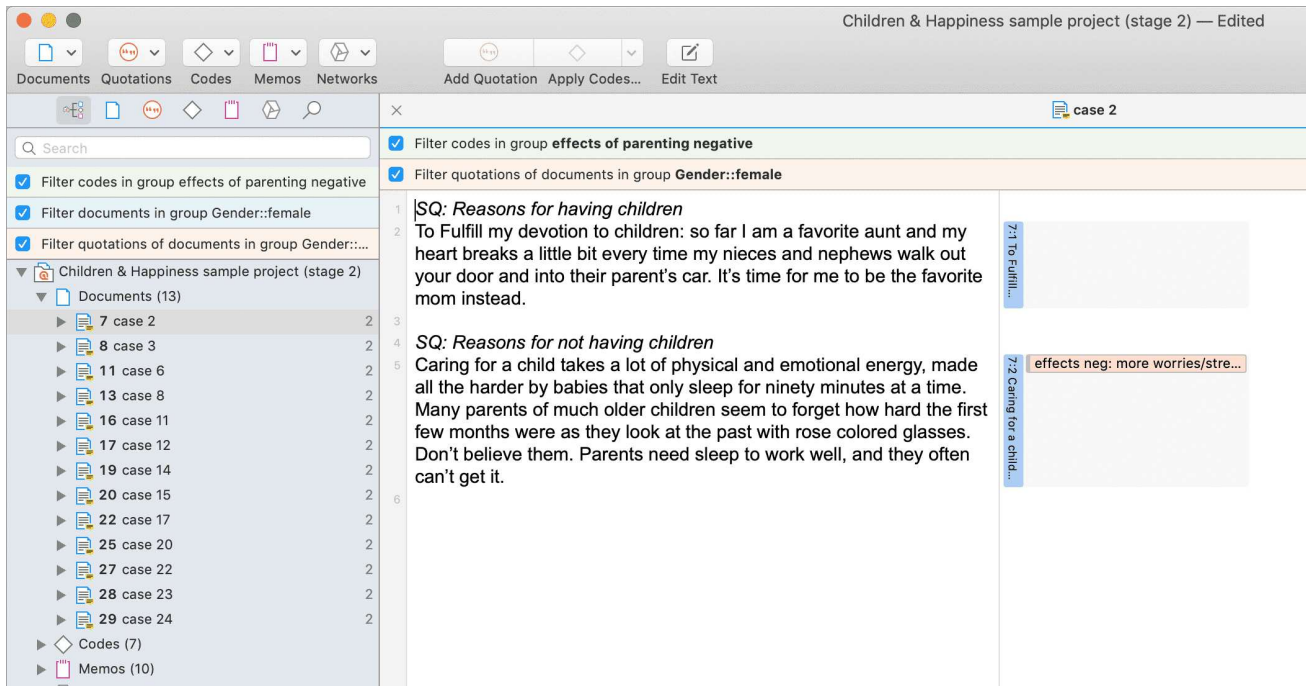 Children & Happiness sample project (stage 2) — Edited
Documents Quotations Codes Memos Networks
Add Quotation Apply Codes... Edit Text
case 2
Search
Filter codes in group effects of parenting negative
Filter documents in group Gender::female
Filter quotations of documents in group Gender::...
Children & Happiness sample project (stage 2)
Documents (13)
7 case 2 2
8 case 3 2
11 case 6 2
13 case 8 2
16 case 11 2
17 case 12 2
19 case 14 2
20 case 15 2
22 case 17 2
25 case 20 2
27 case 22 2
28 case 23 2
29 case 24 2
Codes (7)
Memos (10)
Filter codes in group effects of parenting negative
Filter quotations of documents in group Gender::female
1 SQ: Reasons for having children
2 To Fulfill my devotion to children: so far I am a favorite aunt and my
heart breaks a little bit every time my nieces and nephews walk out
your door and into their parent's car. It's time for me to be the favorite
mom instead.
3
4 SQ: Reasons for not having children
5 Caring for a child takes a lot of physical and emotional energy, made
all the harder by babies that only sleep for ninety minutes at a time.
Many parents of much older children seem to forget how hard the first
few months were as they look at the past with rose colored glasses.
Don't believe them. Parents need sleep to work well, and they often
can't get it.
6
7:1 To Fulfill...
7:2 Caring for a child...
effects neg: more worries/stre...